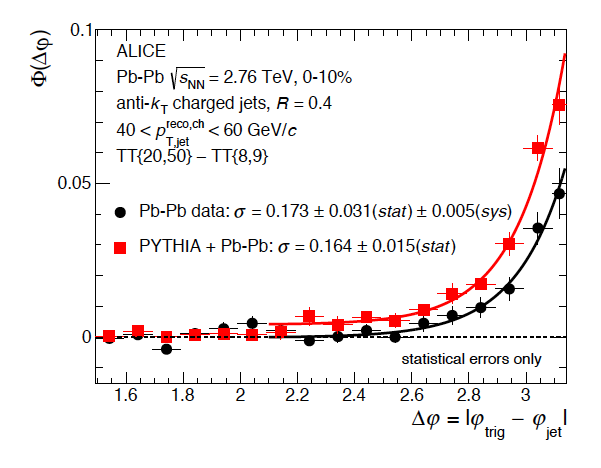 Φ(Δφ)
0.1
0.05
0
ALICE
Pb-Pb √sNN = 2.76 TeV, 0-10%
anti-kT charged jets, R = 0.4
40 < p^reco,ch_T,jet < 60 GeV/c
TT{20,50} − TT{8,9}
Pb-Pb data: σ = 0.173 ± 0.031(stat) ± 0.005(sys)
PYTHIA + Pb-Pb: σ = 0.164 ± 0.015(stat)
statistical errors only
1.6 1.8 2 2.2 2.4 2.6 2.8 3
Δφ = |φtrig − φjet|